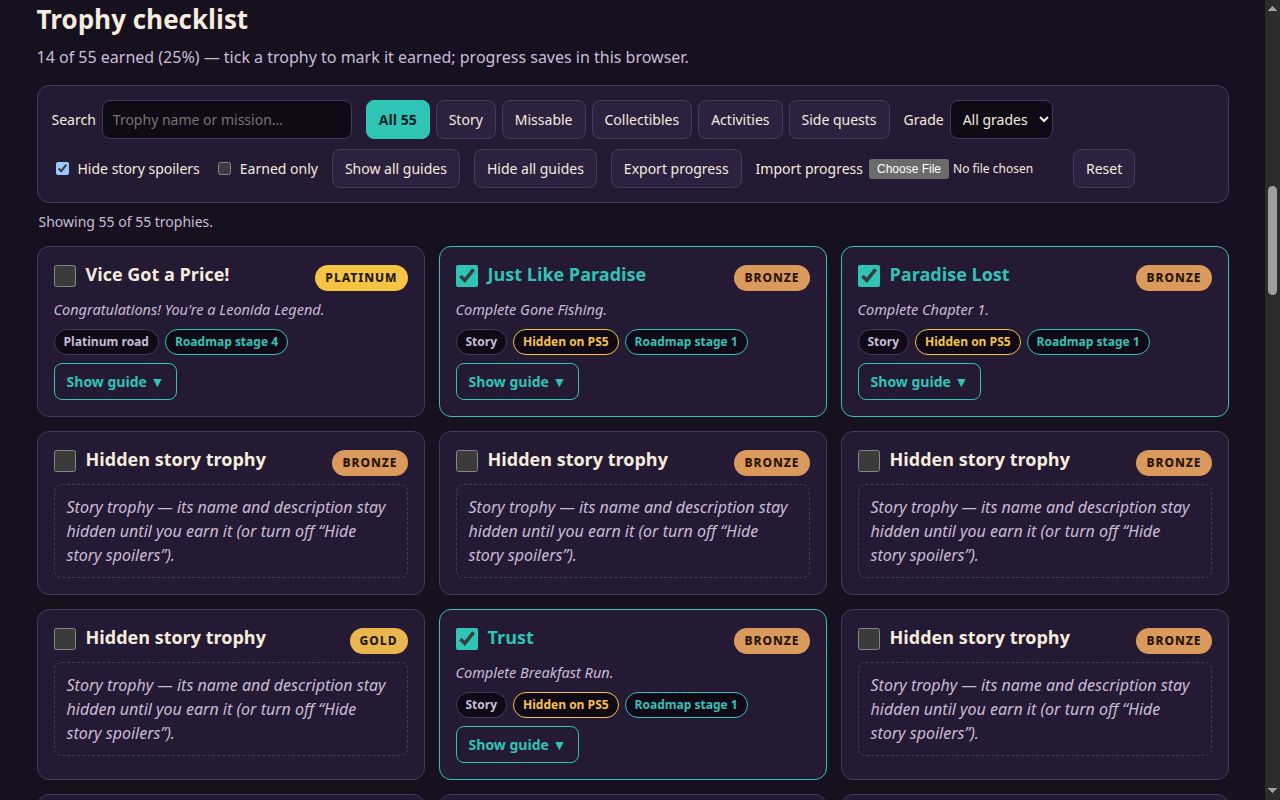 Trophy checklist
14 of 55 earned (25%) — tick a trophy to mark it earned; progress saves in this browser.
Search Trophy name or mission... All 55 Story Missable Collectibles Activities Side quests Grade All grades
Hide story spoilers Earned only Show all guides Hide all guides Export progress Import progress Choose File No file chosen Reset
Showing 55 of 55 trophies.
Vice Got a Price! PLATINUM
Congratulations! You're a Leonida Legend.
Platinum road Roadmap stage 4
Show guide ▼
Just Like Paradise BRONZE
Complete Gone Fishing.
Story Hidden on PS5 Roadmap stage 1
Show guide ▼
Paradise Lost BRONZE
Complete Chapter 1.
Story Hidden on PS5 Roadmap stage 1
Show guide ▼
Hidden story trophy BRONZE
Story trophy — its name and description stay
hidden until you earn it (or turn off “Hide
story spoilers”).
Hidden story trophy BRONZE
Story trophy — its name and description stay
hidden until you earn it (or turn off “Hide
story spoilers”).
Hidden story trophy BRONZE
Story trophy — its name and description stay
hidden until you earn it (or turn off “Hide
story spoilers”).
Hidden story trophy GOLD
Story trophy — its name and description stay
hidden until you earn it (or turn off “Hide
story spoilers”).
Trust BRONZE
Complete Breakfast Run.
Story Hidden on PS5 Roadmap stage 1
Show guide ▼
Hidden story trophy BRONZE
Story trophy — its name and description stay
hidden until you earn it (or turn off “Hide
story spoilers”).